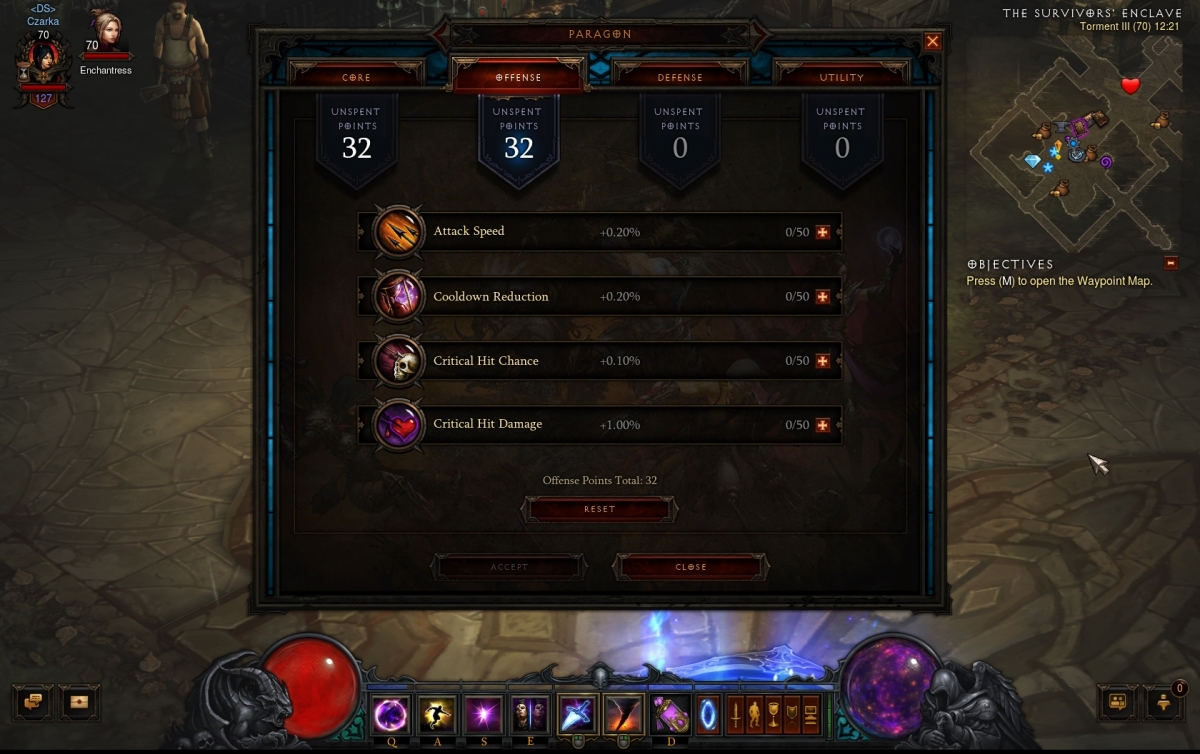 <DS>
Czarka
70
127
70
Enchantress
PARAGON
CORE
OFFENSE
DEFENSE
UTILITY
UNSPENT
POINTS
32
UNSPENT
POINTS
32
UNSPENT
POINTS
0
UNSPENT
POINTS
0
Attack Speed +0.20% 0/50
Cooldown Reduction +0.20% 0/50
Critical Hit Chance +0.10% 0/50
Critical Hit Damage +1.00% 0/50
Offense Points Total: 32
RESET
ACCEPT
CLOSE
THE SURVIVORS' ENCLAVE
Torment III (70) 12:21
OBJECTIVES
Press (M) to open the Waypoint Map.
Q A S E D
0